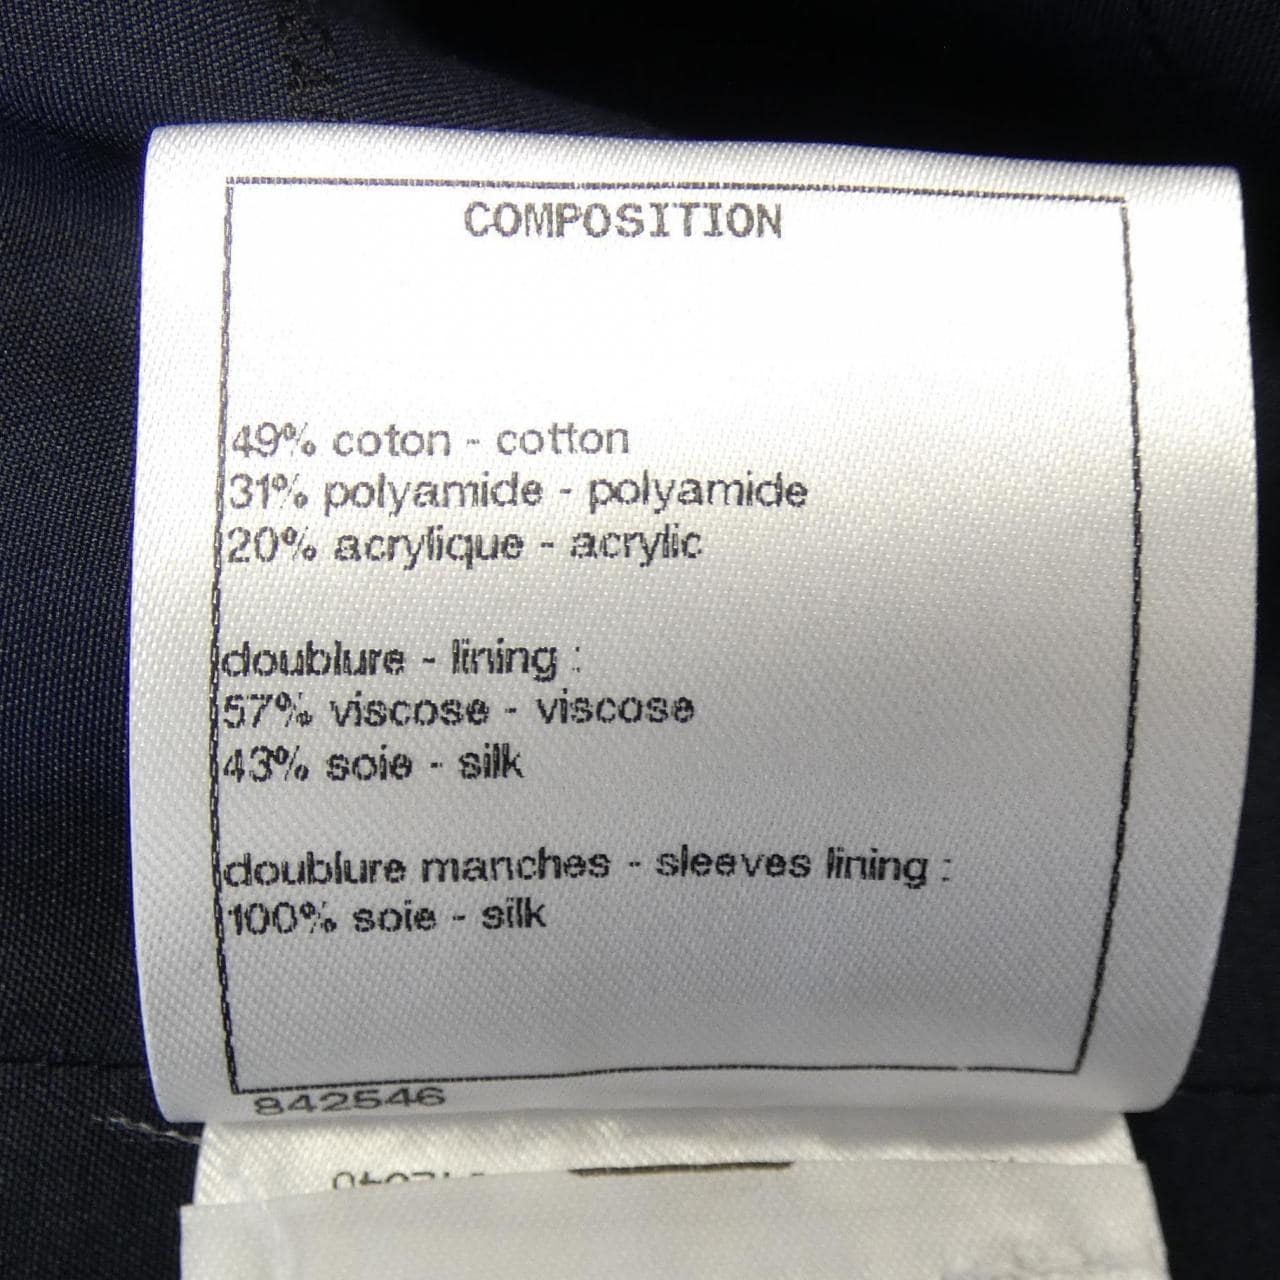 COMPOSITION
49% coton - cotton
31% polyamide - polyamide
20% acrylique - acrylic
doublure - lining :
57% viscose - viscose
43% soie - silk
doublure manches - sleeves lining :
100% soie - silk
842546